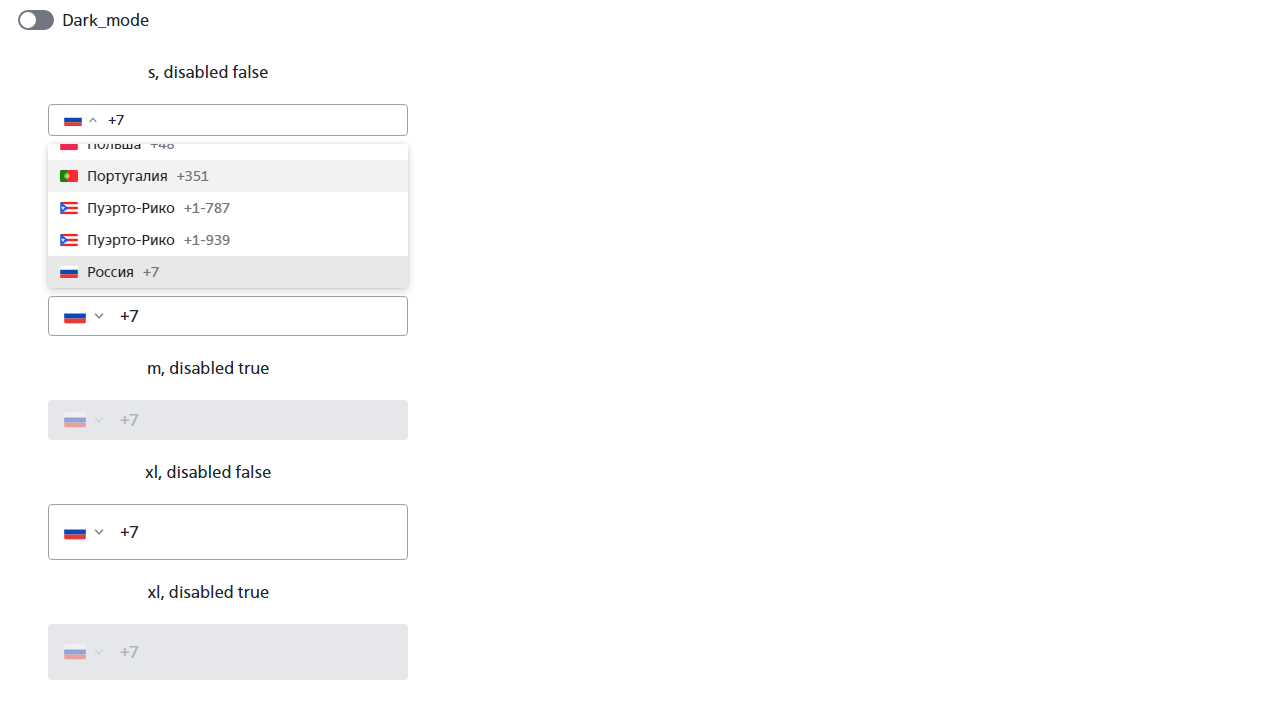 Dark_mode
s, disabled false
+7
Польша +48
Португалия +351
Пуэрто-Рико +1-787
Пуэрто-Рико +1-939
Россия +7
+7
m, disabled true
+7
xl, disabled false
+7
xl, disabled true
+7